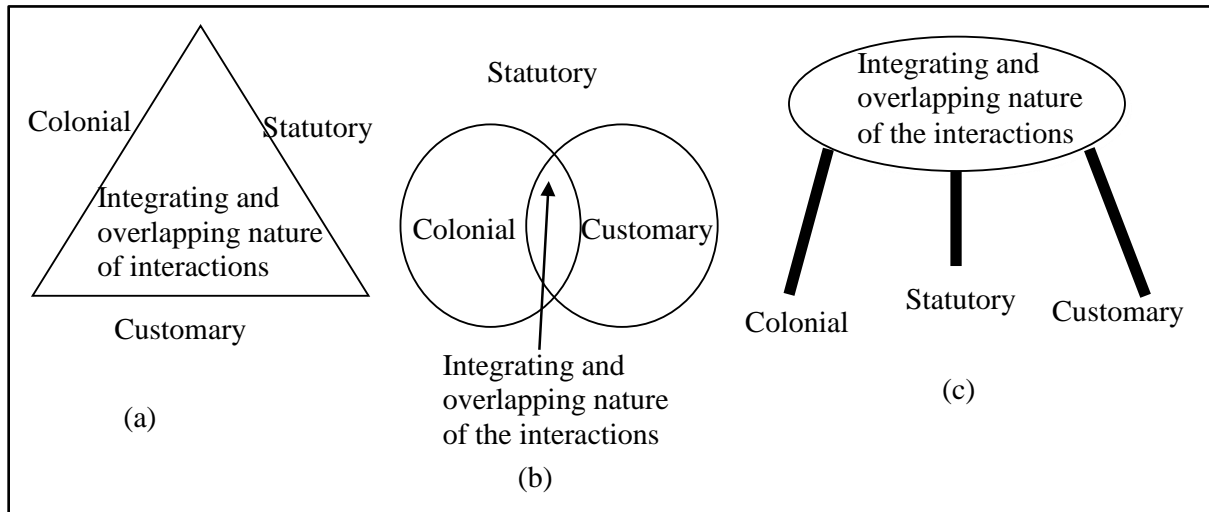 Colonial
Statutory
Integrating and
overlapping nature
of interactions
Customary
(a)
Statutory
Colonial
Customary
Integrating and
overlapping nature
of the interactions
(b)
Integrating and
overlapping nature
of the interactions
Colonial
Statutory
Customary
(c)